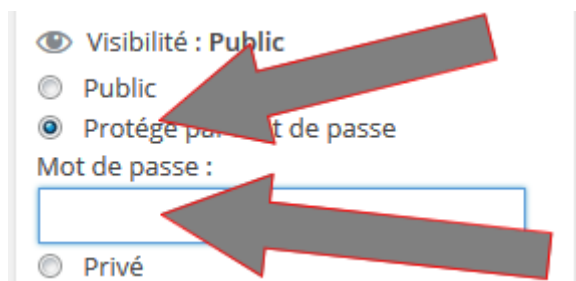 Visibilité : Public
Public
Protégé de passe
Mot de passe :
Privé